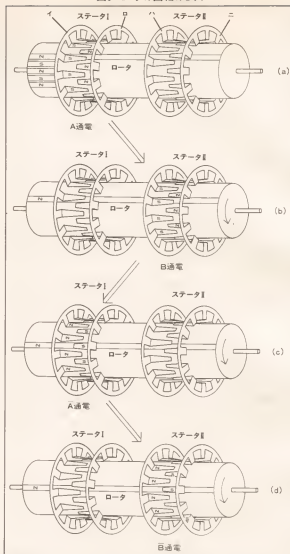 イ ステータⅠ ロ ハ ステータⅡ ニ
ロータ
(a)
A通電
ステータⅠ ステータⅡ
ロータ
(b)
B通電
ステータⅠ ステータⅡ
ロータ
(c)
Ā通電
ステータⅠ ステータⅡ
ロータ
(d)
B̄通電